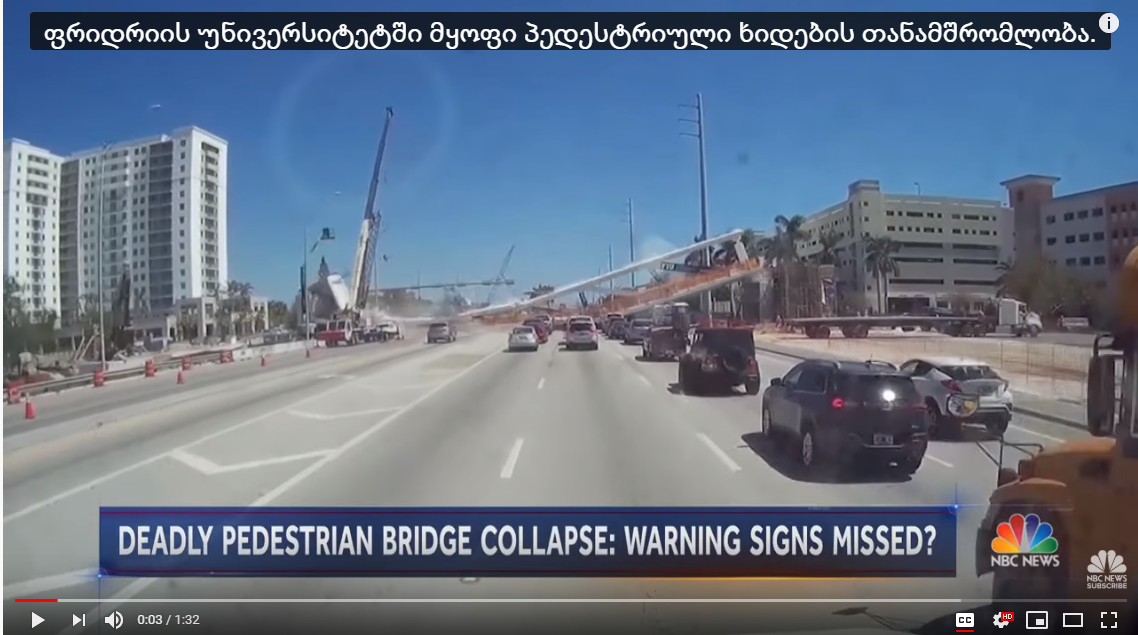 ფრიდრიის უნივერსიტეტში მყოფი პედესტრიული ხიდების თანამშრომლობა.
DEADLY PEDESTRIAN BRIDGE COLLAPSE: WARNING SIGNS MISSED?
NBC NEWS
NBC NEWS
SUBSCRIBE
0:03 / 1:32
CC
HD